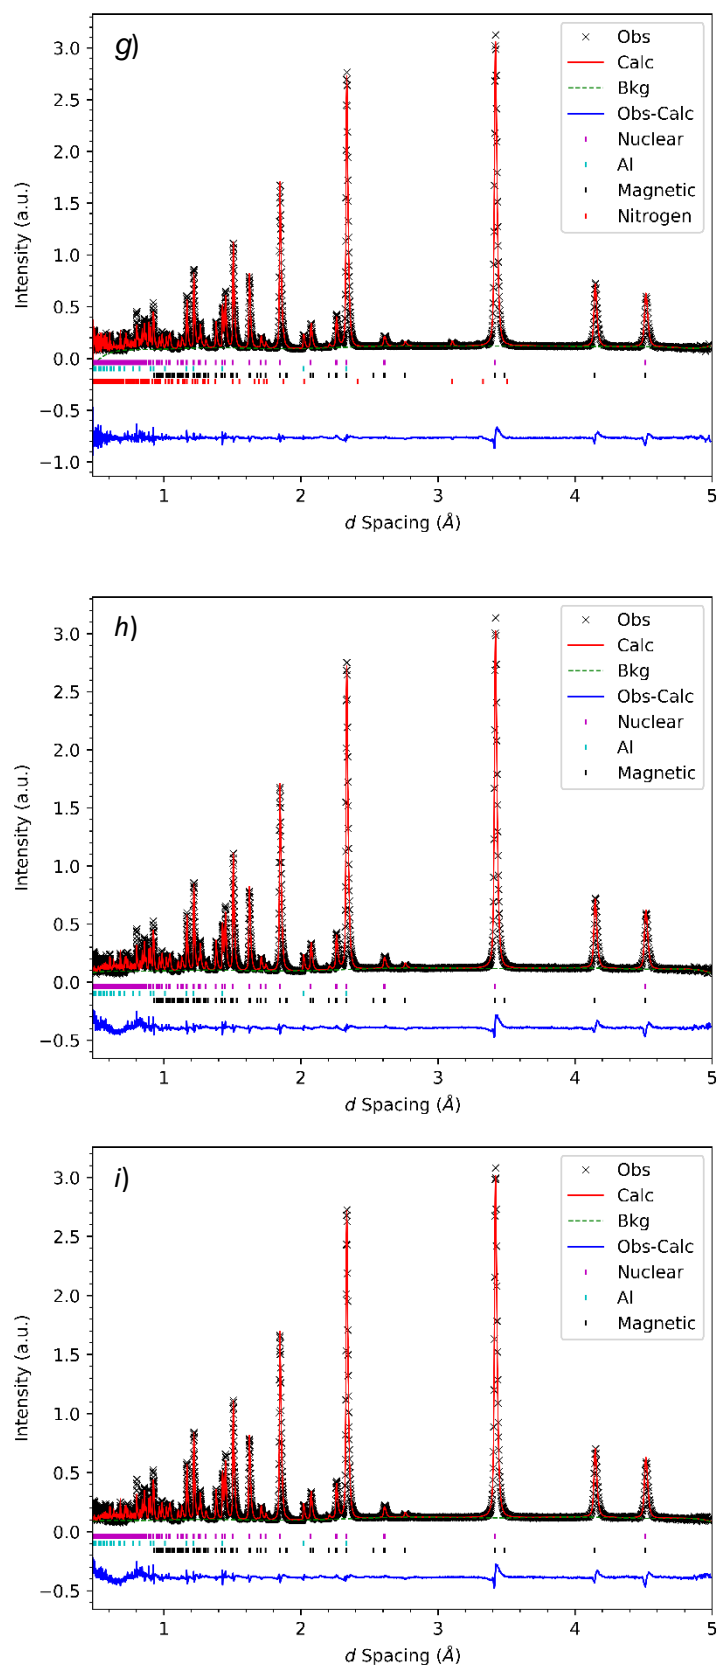 g)
Obs
Calc
Bkg
Obs-Calc
Nuclear
Al
Magnetic
Nitrogen
Intensity (a.u.)
3.0
2.5
2.0
1.5
1.0
0.5
0.0
−0.5
−1.0
1 2 3 4 5
d Spacing (Å)
h)
Obs
Calc
Bkg
Obs-Calc
Nuclear
Al
Magnetic
Intensity (a.u.)
3.0
2.5
2.0
1.5
1.0
0.5
0.0
−0.5
1 2 3 4 5
d Spacing (Å)
i)
Obs
Calc
Bkg
Obs-Calc
Nuclear
Al
Magnetic
Intensity (a.u.)
3.0
2.5
2.0
1.5
1.0
0.5
0.0
−0.5
1 2 3 4 5
d Spacing (Å)